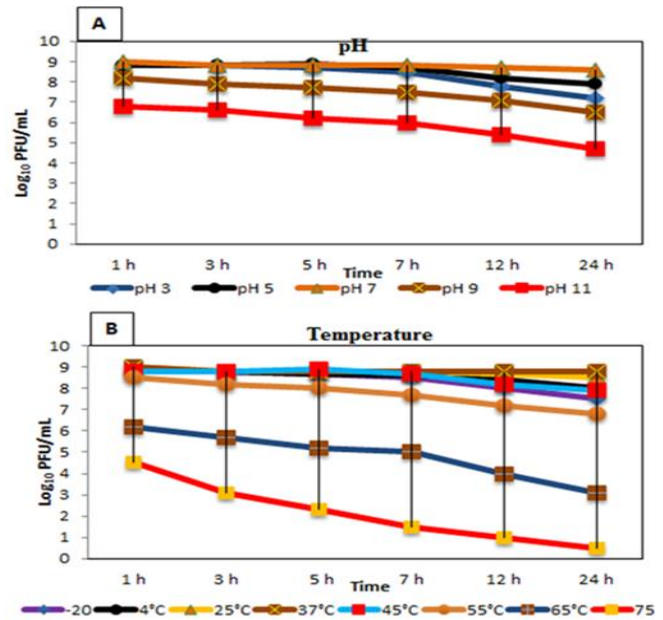 A
pH
10
9
8
7
6
5
4
3
2
1
0
Log₁₀ PFU/mL
1 h 3 h 5 h 7 h 12 h 24 h
Time
pH 3 pH 5 pH 7 pH 9 pH 11
B
Temperature
10
9
8
7
6
5
4
3
2
1
0
Log₁₀ PFU/mL
1 h 3 h 5 h 7 h 12 h 24 h
Time
-20 4°C 25°C 37°C 45°C 55°C 65°C 75